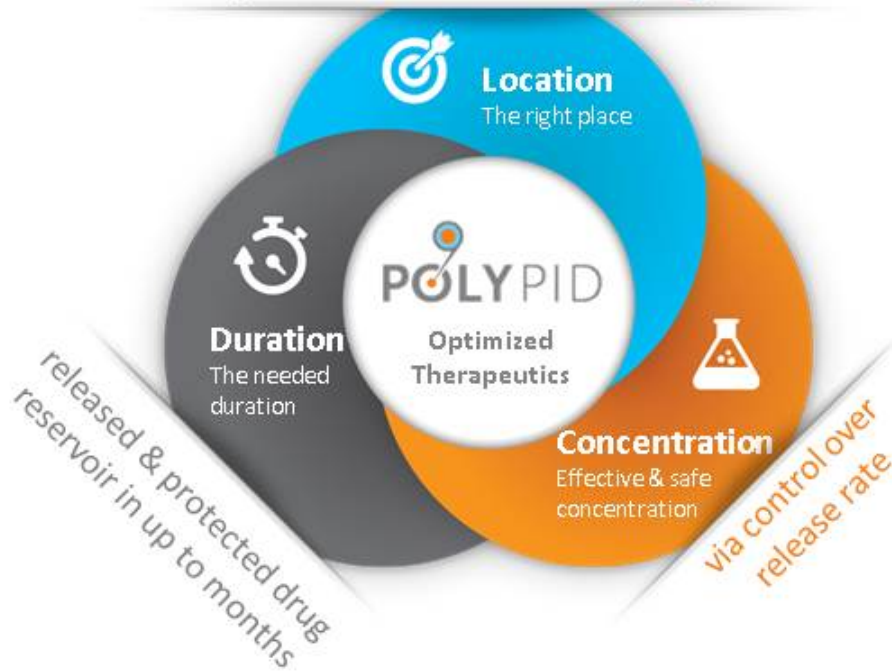 Location
The right place
POLYPID
Optimized
Therapeutics
Duration
The needed
duration
Concentration
Effective & safe
concentration
released & protected drug
reservoir in up to months
via control over
release rate